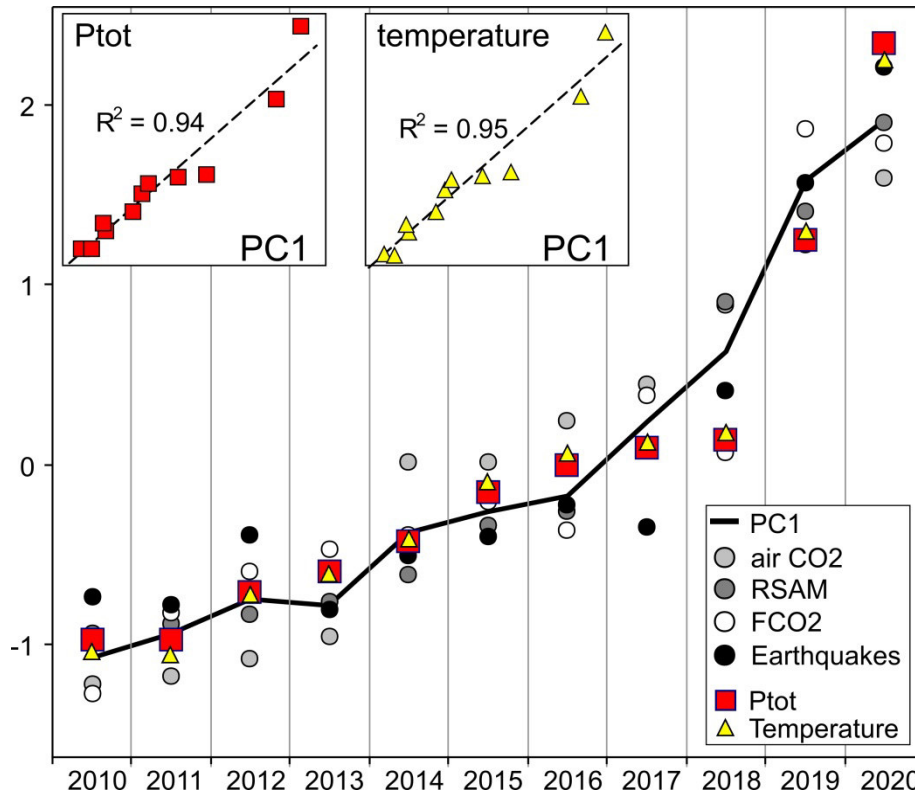 Ptot
R² = 0.94
PC1
temperature
R² = 0.95
PC1
2
1
0
-1
PC1
air CO2
RSAM
FCO2
Earthquakes
Ptot
Temperature
2010 2011 2012 2013 2014 2015 2016 2017 2018 2019 2020